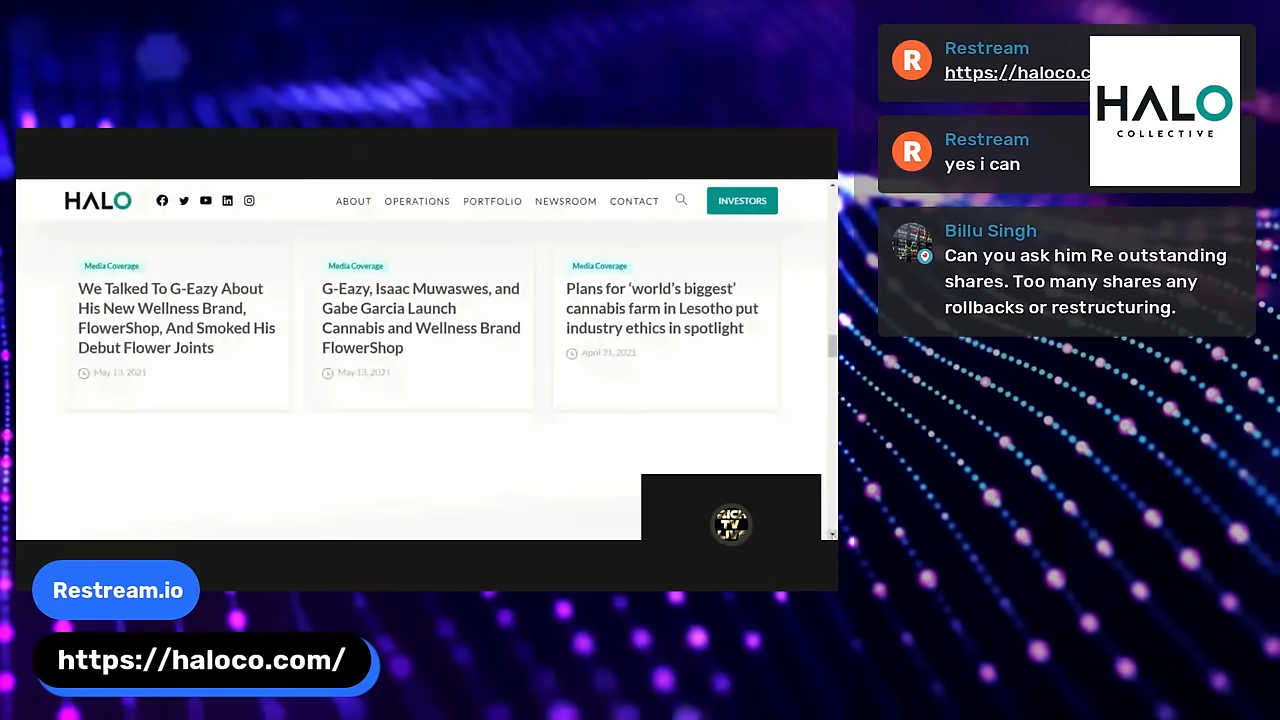 HALO
ABOUT OPERATIONS PORTFOLIO NEWSROOM CONTACT
INVESTORS
Media Coverage
We Talked To G-Eazy About
His New Wellness Brand,
FlowerShop, And Smoked His
Debut Flower Joints
May 13, 2021
Media Coverage
G-Eazy, Isaac Muwaswes, and
Gabe Garcia Launch
Cannabis and Wellness Brand
FlowerShop
May 13, 2021
Media Coverage
Plans for ‘world’s biggest’
cannabis farm in Lesotho put
industry ethics in spotlight
April 21, 2021
TV
Restream.io
https://haloco.com/
R
Restream
https://haloco.c
HALO
COLLECTIVE
R
Restream
yes i can
Billu Singh
Can you ask him Re outstanding
shares. Too many shares any
rollbacks or restructuring.